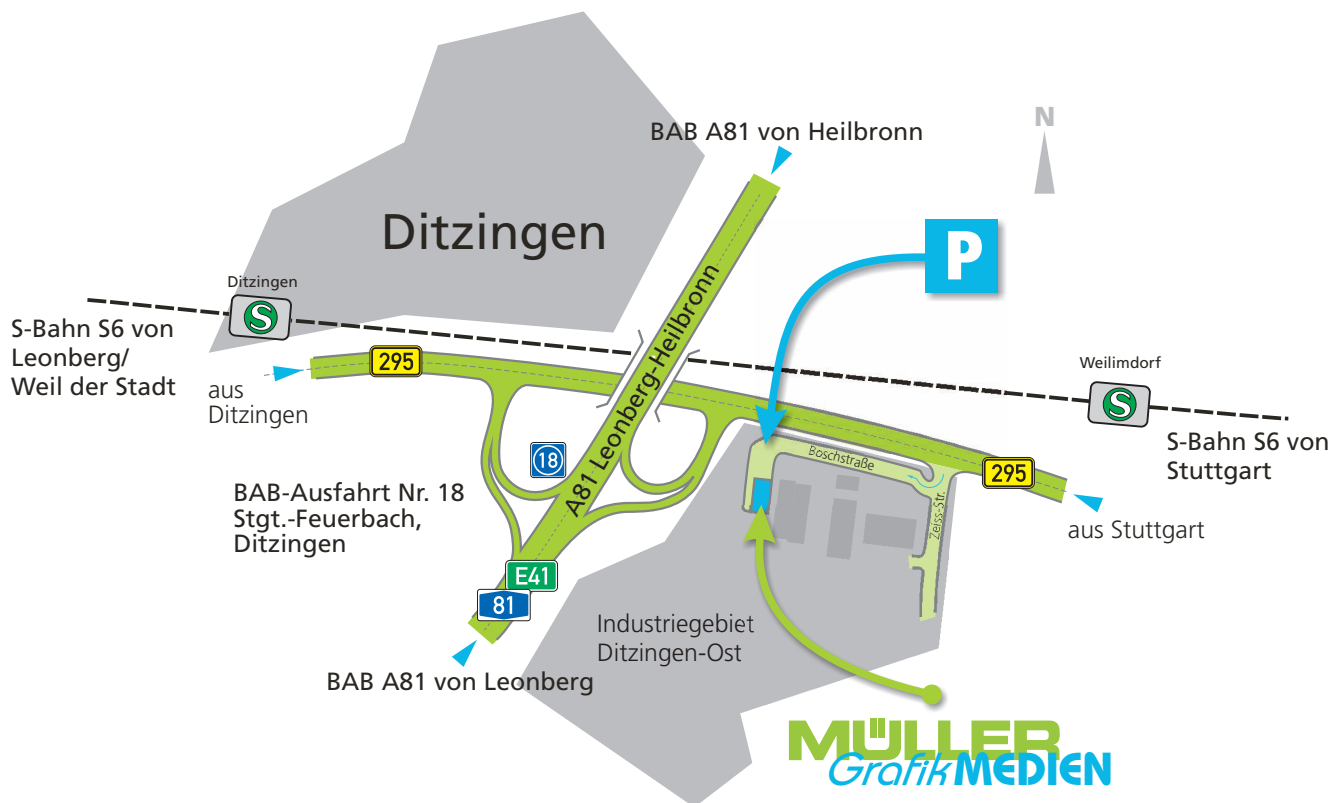 BAB A81 von Heilbronn
N
Ditzingen
P
Ditzingen
S
S-Bahn S6 von
Leonberg/
Weil der Stadt
295
aus
Ditzingen
A81 Leonberg-Heilbronn
Weilimdorf
S
S-Bahn S6 von
Stuttgart
18
Boschstraße
295
Zeiss-Str.
aus Stuttgart
BAB-Ausfahrt Nr. 18
Stgt.-Feuerbach,
Ditzingen
E41
81
Industriegebiet
Ditzingen-Ost
BAB A81 von Leonberg
MÜLLER
GrafikMEDIEN